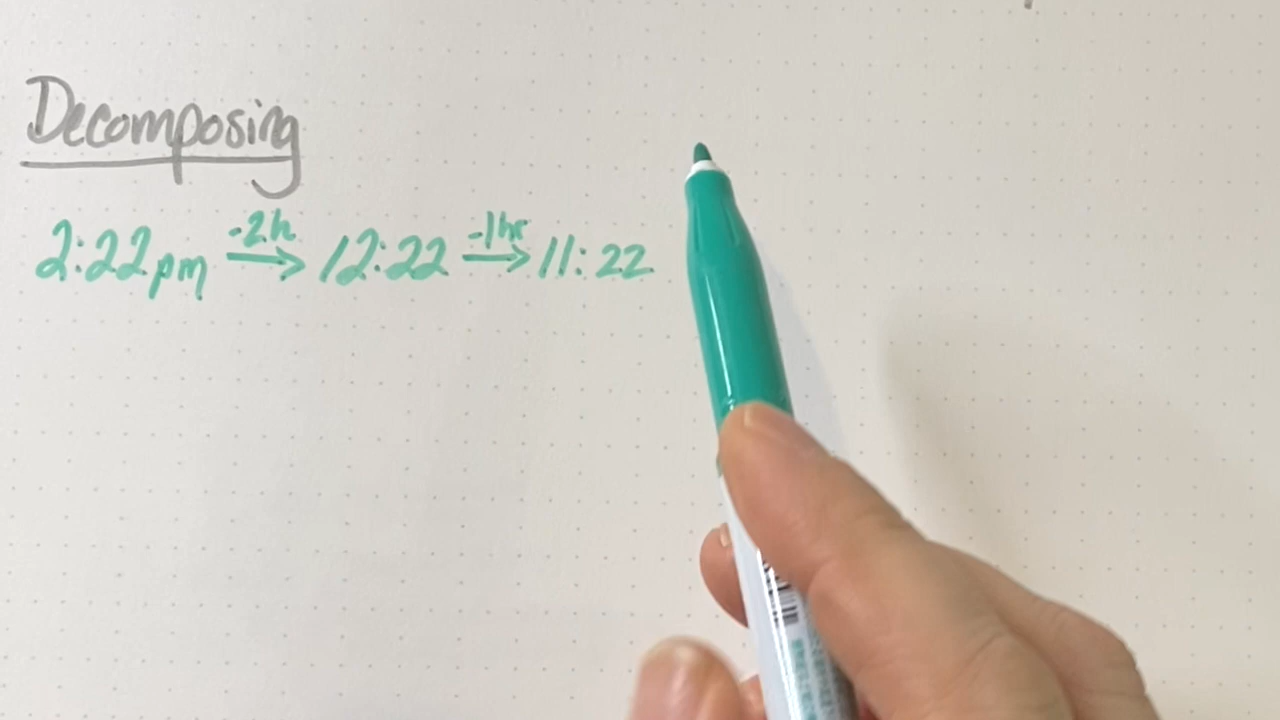 Decomposing
2:22pm -2h → 12:22 -1hr → 11:22